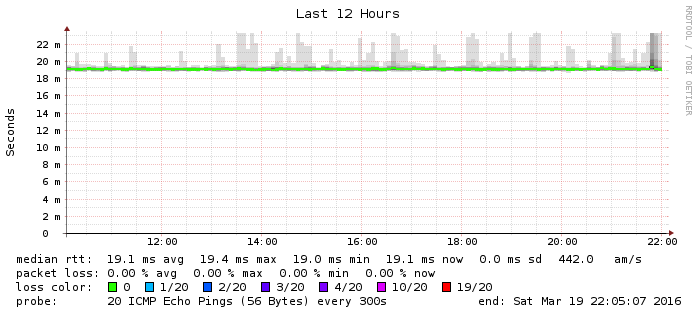 Last 12 Hours
RRDTOOL / TOBI OETIKER
Seconds
22 m
20 m
18 m
16 m
14 m
12 m
10 m
8 m
6 m
4 m
2 m
0
12:00 14:00 16:00 18:00 20:00 22:00
median rtt: 19.1 ms avg 19.4 ms max 19.0 ms min 19.1 ms now 0.0 ms sd 442.0 am/s
packet loss: 0.00 % avg 0.00 % max 0.00 % min 0.00 % now
loss color: 0 1/20 2/20 3/20 4/20 10/20 19/20
probe: 20 ICMP Echo Pings (56 Bytes) every 300s end: Sat Mar 19 22:05:07 2016